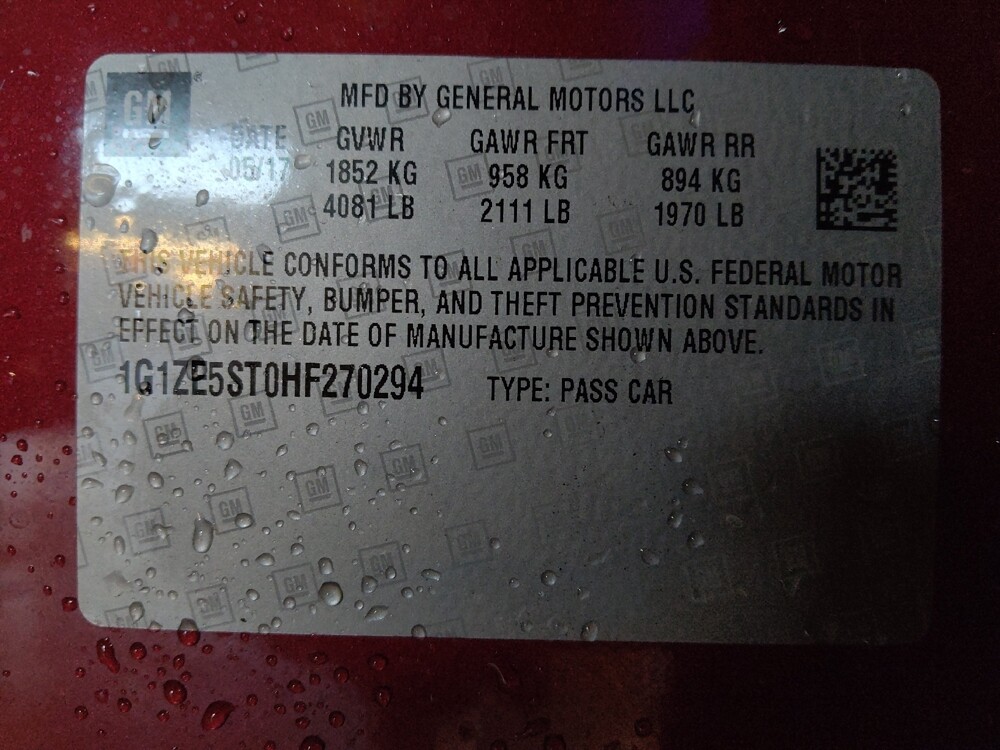 GM
MFD BY GENERAL MOTORS LLC
DATE GVWR GAWR FRT GAWR RR
05/17 1852 KG 958 KG 894 KG
4081 LB 2111 LB 1970 LB
THIS VEHICLE CONFORMS TO ALL APPLICABLE U.S. FEDERAL MOTOR
VEHICLE SAFETY, BUMPER, AND THEFT PREVENTION STANDARDS IN
EFFECT ON THE DATE OF MANUFACTURE SHOWN ABOVE.
1G1ZE5ST0HF270294 TYPE: PASS CAR